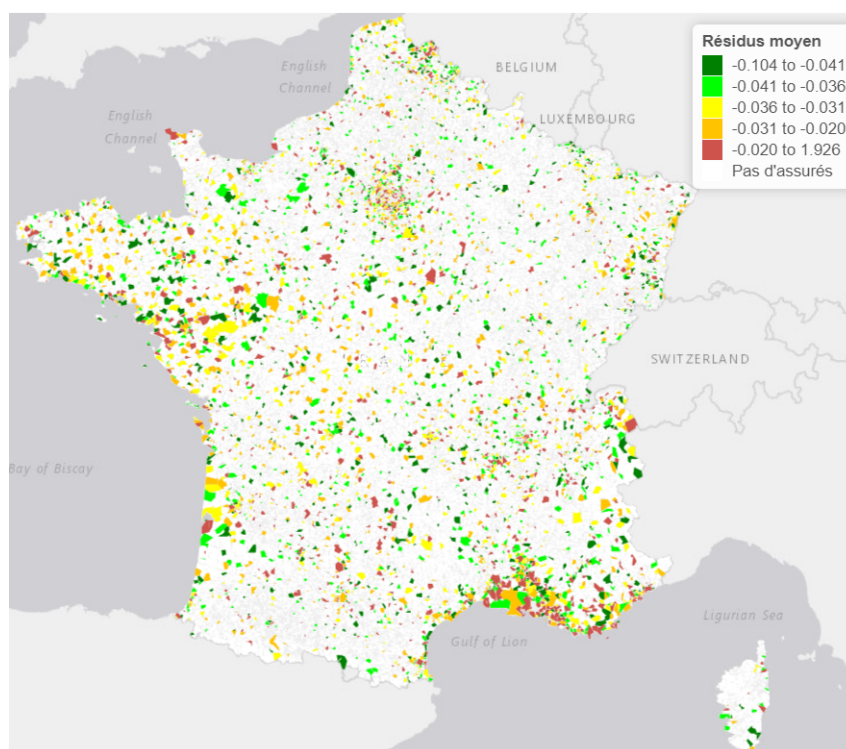 English
Channel
BELGIUM
Résidus moyen
-0.104 to -0.041
-0.041 to -0.036
-0.036 to -0.031
-0.031 to -0.020
-0.020 to 1.926
Pas d'assurés
English
Channel
LUXEMBOURG
SWITZERLAND
Bay of Biscay
Ligurian Sea
Gulf of Lion